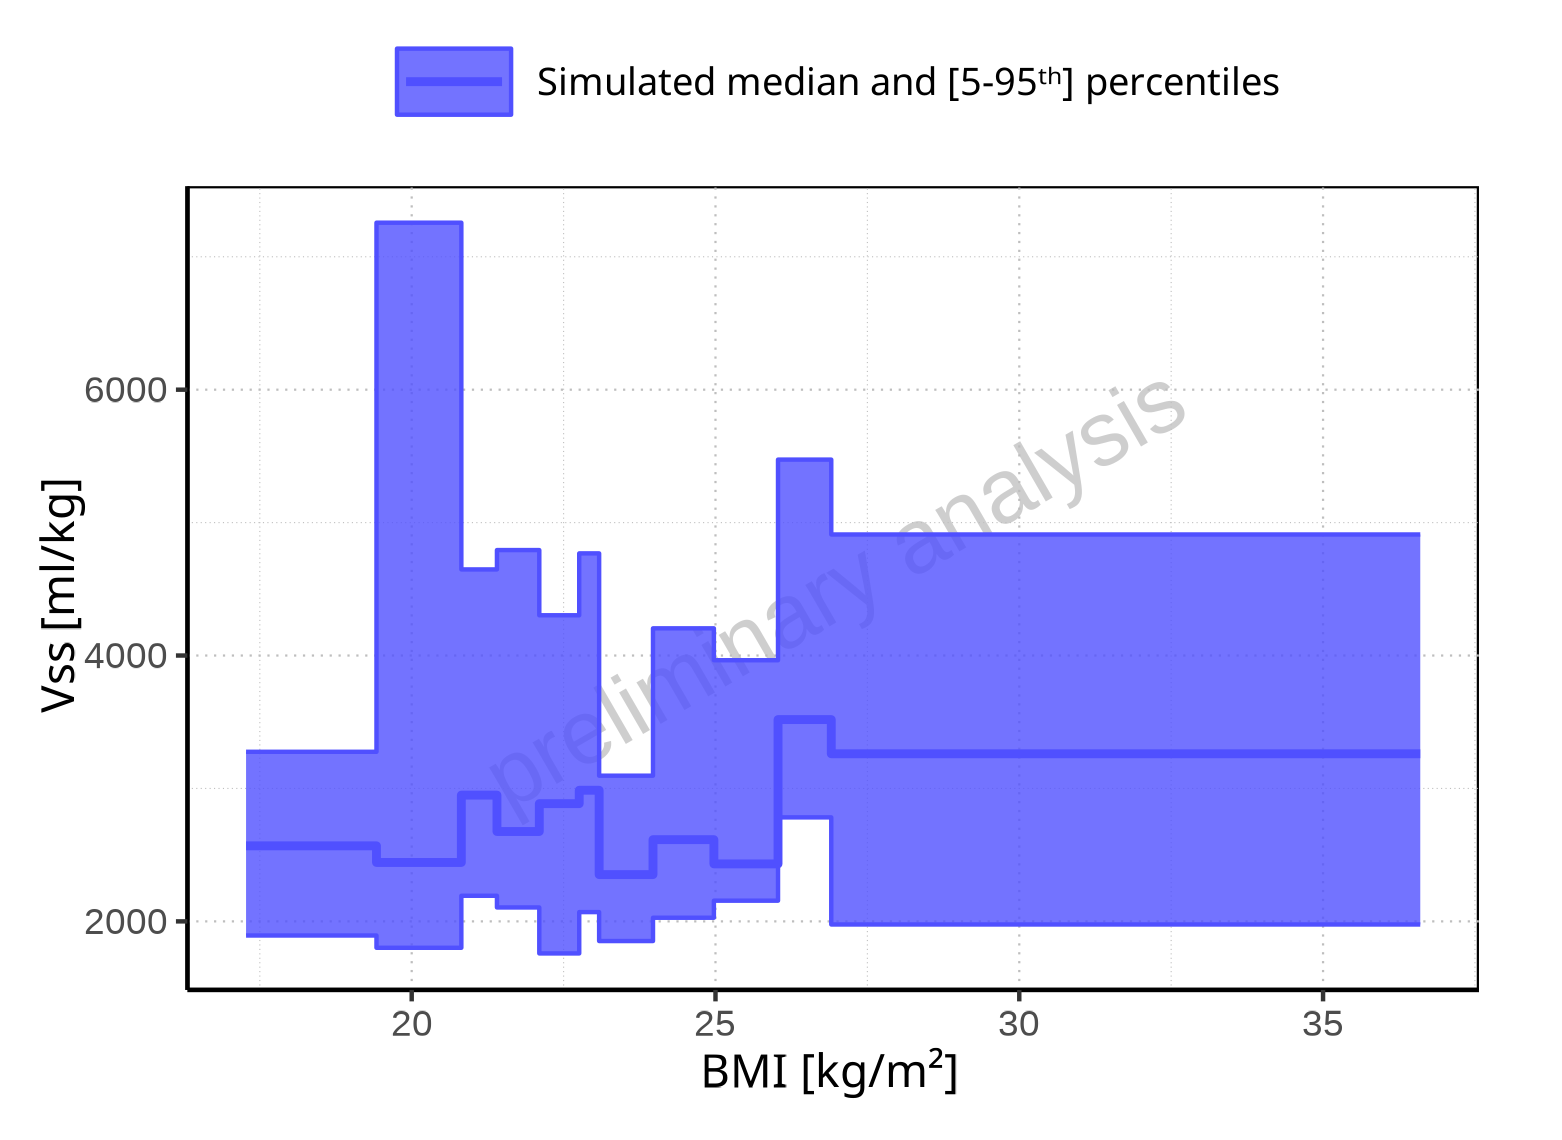 Simulated median and [5-95ᵗʰ] percentiles
6000
4000
2000
Vss [ml/kg]
preliminary analysis
20 25 30 35
BMI [kg/m²]